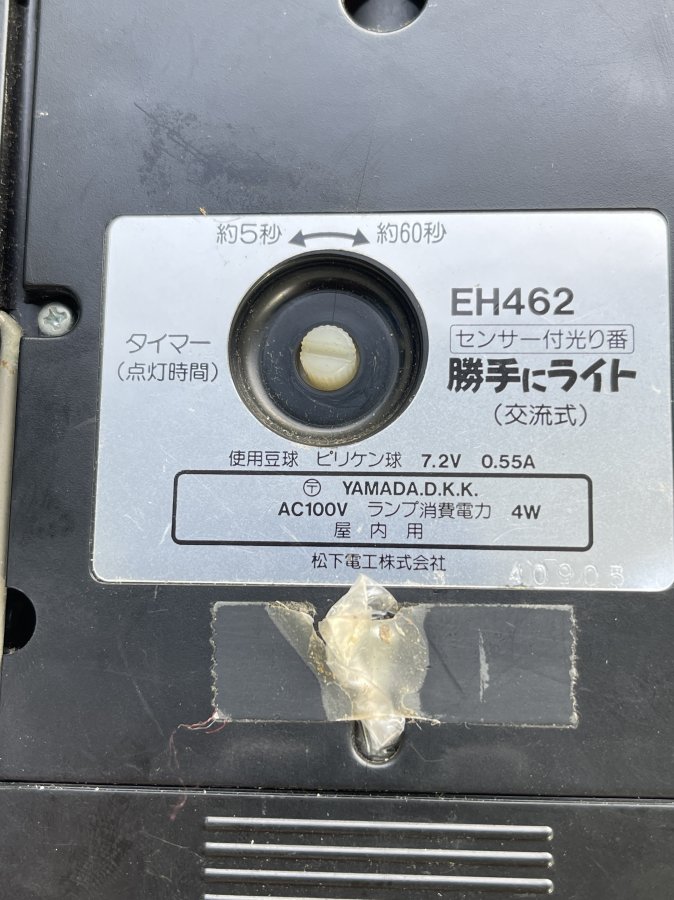 約5秒 約60秒
EH462
センサー付光り番
勝手にライト
(交流式)
タイマー
(点灯時間)
使用豆球 ピリケン球 7.2V 0.55A
〶 YAMADA.D.K.K.
AC100V ランプ消費電力 4W
屋内用
松下電工株式会社